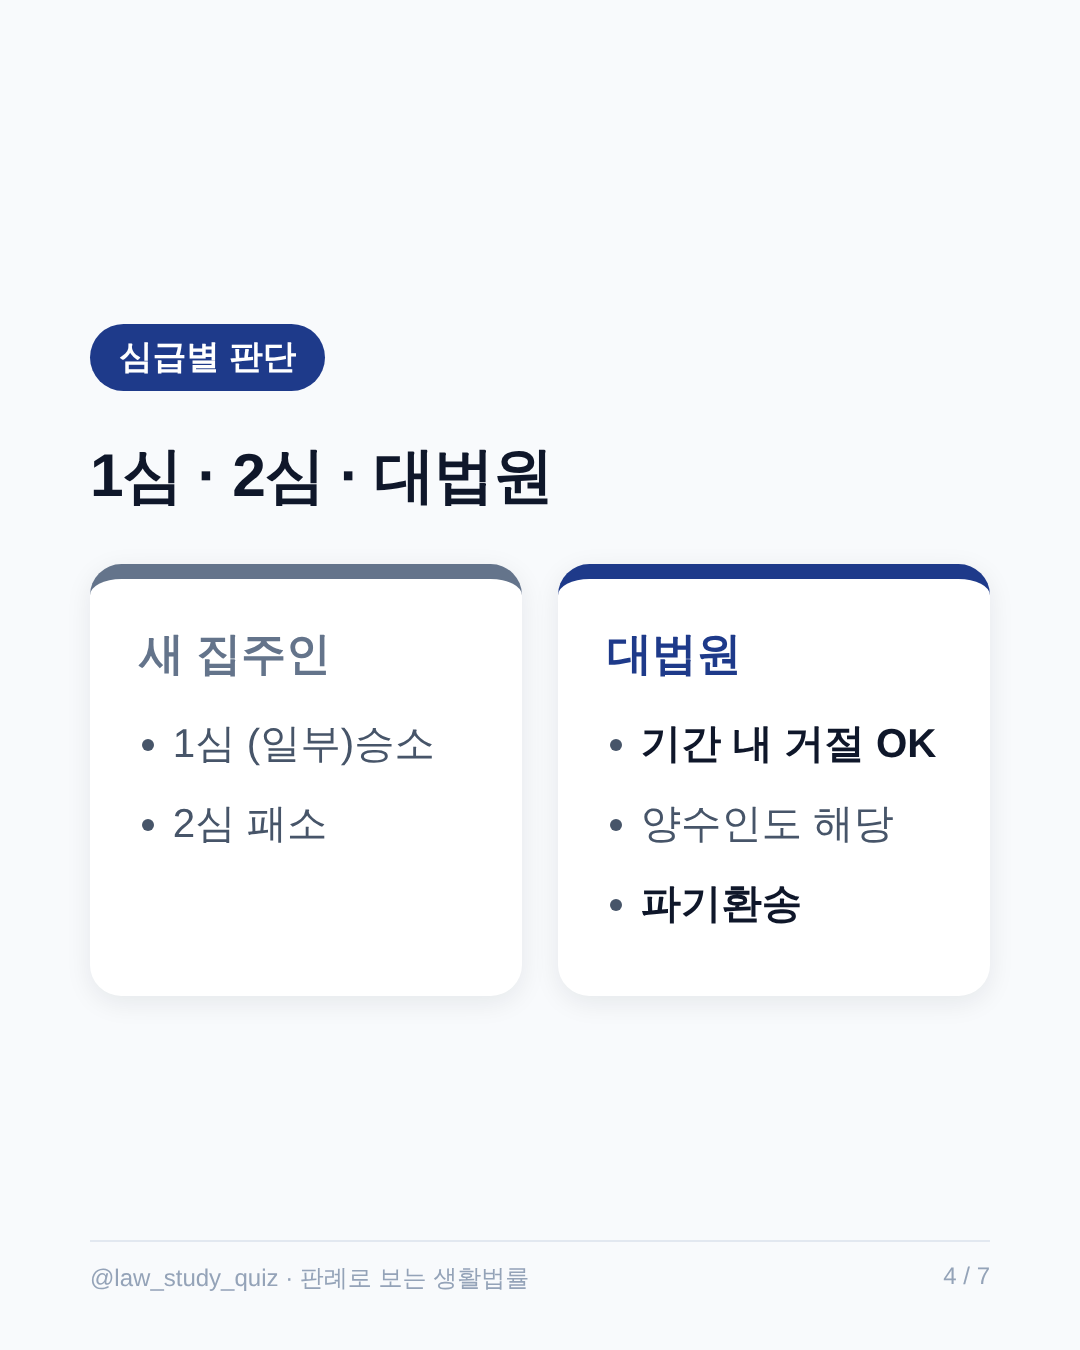 심급별 판단
1심 · 2심 · 대법원
새 집주인
• 1심 (일부)승소
• 2심 패소
대법원
• 기간 내 거절 OK
• 양수인도 해당
• 파기환송
@law_study_quiz · 판례로 보는 생활법률
4 / 7